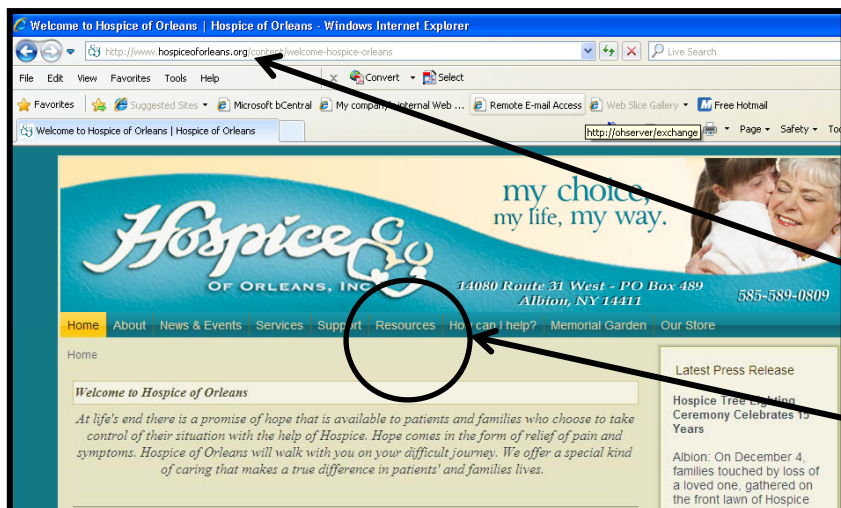 Welcome to Hospice of Orleans | Hospice of Orleans - Windows Internet Explorer
http://www.hospiceoforleans.org/content/welcome-hospice-orleans
Live Search
File Edit View Favorites Tools Help
x Convert Select
Favorites Suggested Sites Microsoft bCentral My company's internal Web ... Remote E-mail Access Web Slice Gallery Free Hotmail
Welcome to Hospice of Orleans | Hospice of Orleans
http://ohserver/exchange
Page Safety Too
my choice,
my life, my way.
Hospice
OF ORLEANS, INC
14080 Route 31 West - PO Box 489
Albion, NY 14411
585-589-0809
Home About News & Events Services Support Resources How can I help? Memorial Garden Our Store
Home
Welcome to Hospice of Orleans
At life's end there is a promise of hope that is available to patients and families who choose to take
control of their situation with the help of Hospice. Hope comes in the form of relief of pain and
symptoms. Hospice of Orleans will walk with you on your difficult journey. We offer a special kind
of caring that makes a true difference in patients' and families lives.
Latest Press Release
Hospice Tree Lighting
Ceremony Celebrates 15
Years
Albion: On December 4,
families touched by loss of
a loved one, gathered on
the front lawn of Hospice